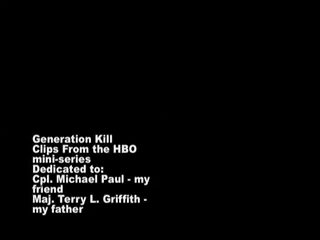 Generation Kill
Clips From the HBO
mini-series
Dedicated to:
Cpl. Michael Paul - my
friend
Maj. Terry L. Griffith -
my father